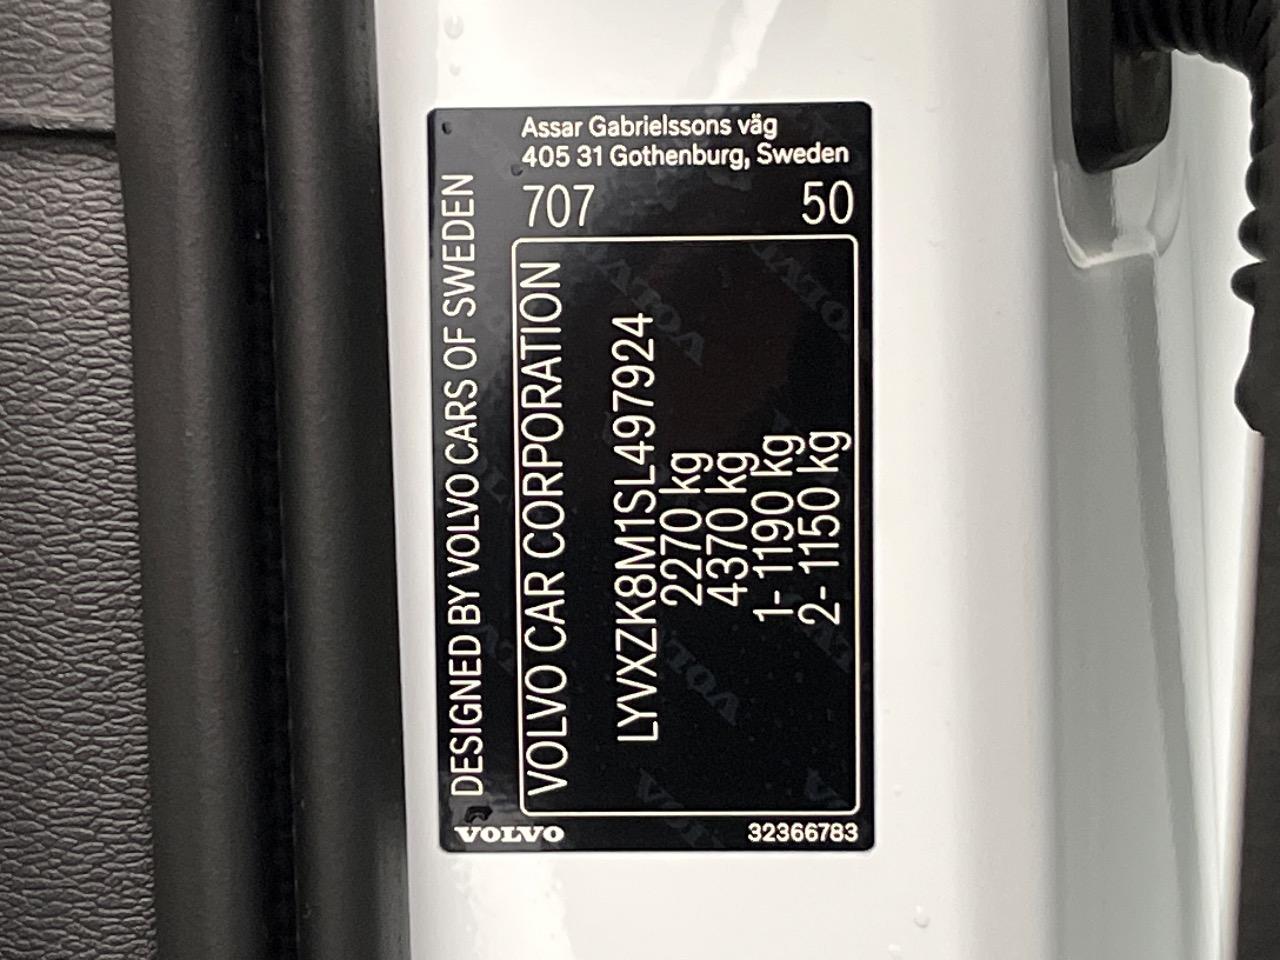 Assar Gabrielssons väg
405 31 Gothenburg, Sweden
707 50
DESIGNED BY VOLVO CARS OF SWEDEN
VOLVO CAR CORPORATION
LYVXZK8M1SL497924
2270 kg
4370 kg
1- 1190 kg
2- 1150 kg
VOLVO
32366783